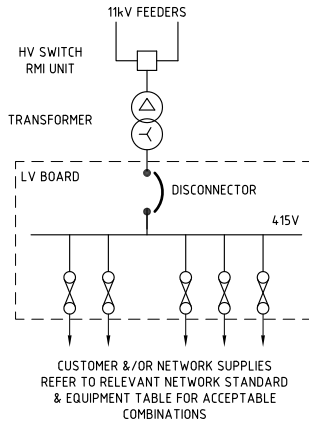 11kV FEEDERS
HV SWITCH
RMI UNIT
TRANSFORMER
LV BOARD
DISCONNECTOR
415V
CUSTOMER &/OR NETWORK SUPPLIES
REFER TO RELEVANT NETWORK STANDARD
& EQUIPMENT TABLE FOR ACCEPTABLE
COMBINATIONS